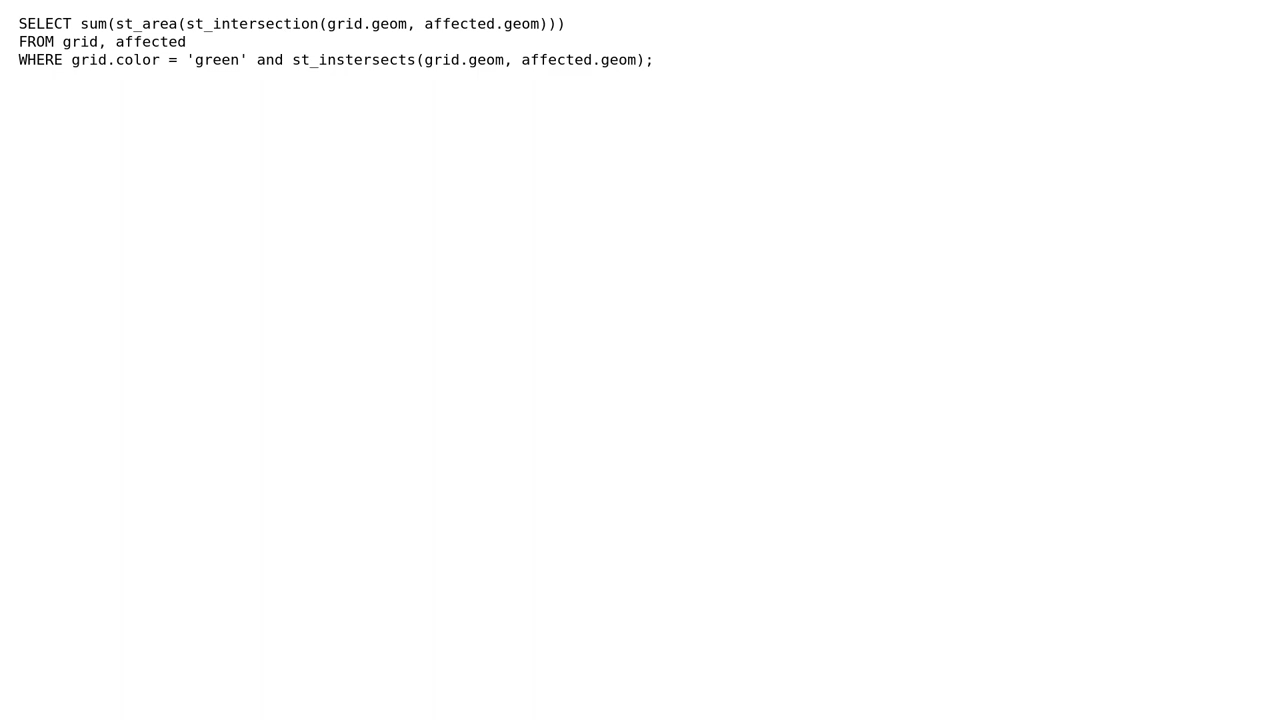 SELECT sum(st_area(st_intersection(grid.geom, affected.geom)))
FROM grid, affected
WHERE grid.color = 'green' and st_instersects(grid.geom, affected.geom);